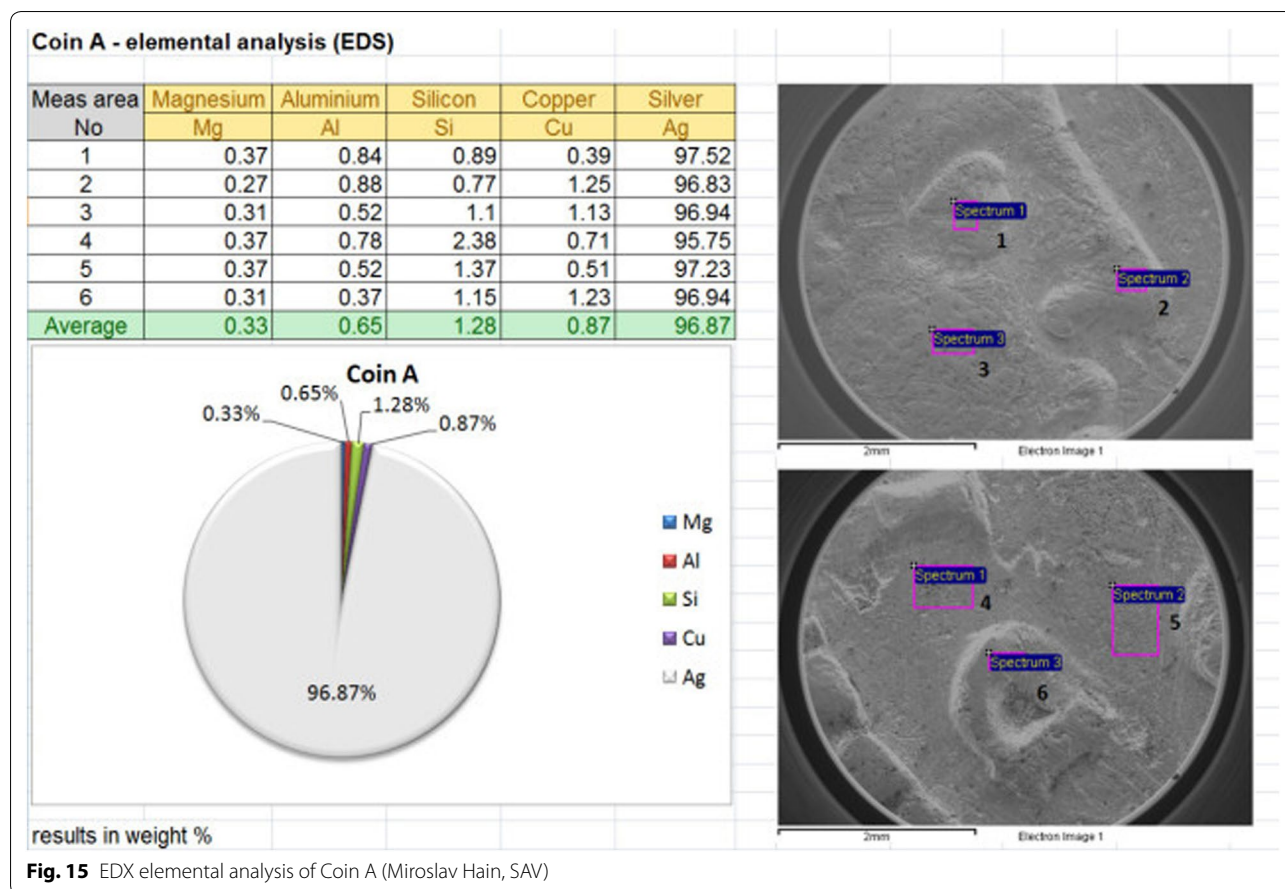 Coin A - elemental analysis (EDS)
Meas area Magnesium Aluminium Silicon Copper Silver
No Mg Al Si Cu Ag
1 0.37 0.84 0.89 0.39 97.52
2 0.27 0.88 0.77 1.25 96.83
3 0.31 0.52 1.1 1.13 96.94
4 0.37 0.78 2.38 0.71 95.75
5 0.37 0.52 1.37 0.51 97.23
6 0.31 0.37 1.15 1.23 96.94
Average 0.33 0.65 1.28 0.87 96.87
Coin A
0.33%
0.65%
1.28%
0.87%
96.87%
Mg
Al
Si
Cu
Ag
results in weight %
Spectrum 1
1
Spectrum 2
2
Spectrum 3
3
2mm Electron Image 1
Spectrum 1
4
Spectrum 2
5
Spectrum 3
6
2mm Electron Image 1
Fig. 15 EDX elemental analysis of Coin A (Miroslav Hain, SAV)